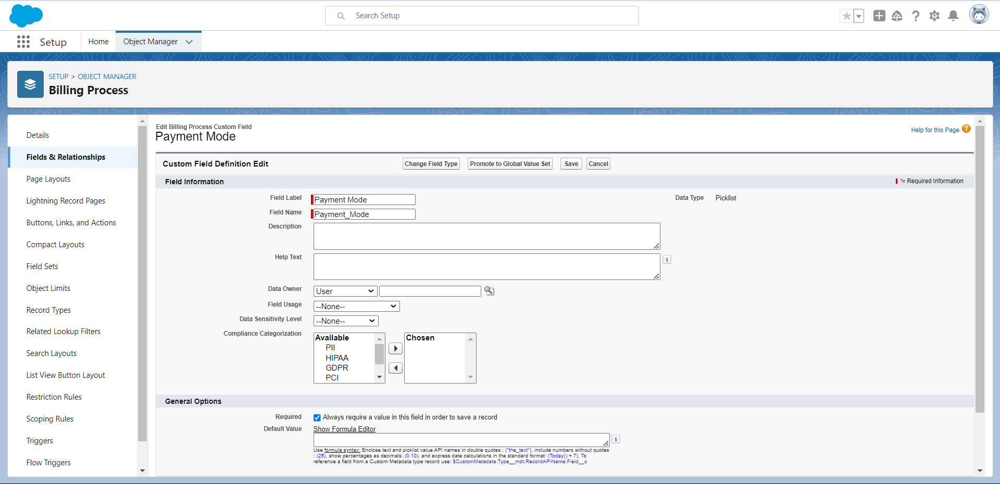 Search Setup
Setup
Home
Object Manager
SETUP > OBJECT MANAGER
Billing Process
Details
Fields & Relationships
Page Layouts
Lightning Record Pages
Buttons, Links, and Actions
Compact Layouts
Field Sets
Object Limits
Record Types
Related Lookup Filters
Search Layouts
List View Button Layout
Restriction Rules
Scoping Rules
Triggers
Flow Triggers
Edit Billing Process Custom Field
Payment Mode
Help for this Page
Custom Field Definition Edit
Change Field Type
Promote to Global Value Set
Save
Cancel
Field Information
*= Required Information
Field Label
Payment Mode
Data Type
Picklist
Field Name
Payment_Mode
Description
Help Text
Data Owner
User
Field Usage
--None--
Data Sensitivity Level
--None--
Compliance Categorization
Available
PII
HIPAA
GDPR
PCI
Chosen
General Options
Required
Always require a value in this field in order to save a record
Default Value
Show Formula Editor
Use formula syntax: Enclose text and picklist value API names in double quotes : ("the_text"), include numbers without quotes
: (25), show percentages as decimals: (0.10), and express date calculations in the standard format: (Today() + 7), To
reference a field from a Custom Metadata type record use: $CustomMetadata.Type__mdt.RecordAPIName.Field__c